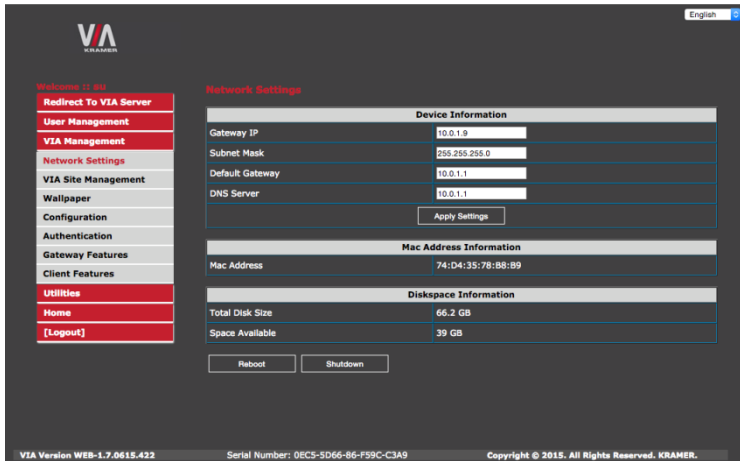 English
VIA
KRAMER
Welcome :: su
Redirect To VIA Server
User Management
VIA Management
Network Settings
VIA Site Management
Wallpaper
Configuration
Authentication
Gateway Features
Client Features
Utilities
Home
[Logout]
Network Settings
Device Information
Gateway IP 10.0.1.9
Subnet Mask 255.255.255.0
Default Gateway 10.0.1.1
DNS Server 10.0.1.1
Apply Settings
Mac Address Information
Mac Address 74:D4:35:78:B8:B9
Diskspace Information
Total Disk Size 66.2 GB
Space Available 39 GB
Reboot Shutdown
VIA Version WEB-1.7.0615.422 Serial Number: 0EC5-5D66-86-F59C-C3A9 Copyright © 2015. All Rights Reserved. KRAMER.